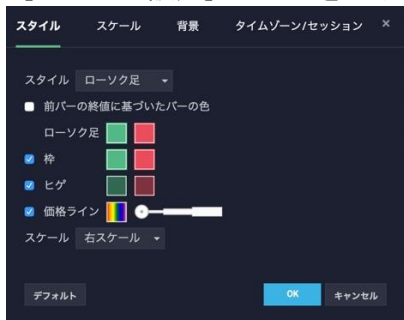 スタイル スケール 背景 タイムゾーン/セッション ×
スタイル ローソク足
前バーの終値に基づいたバーの色
ローソク足
枠
ヒゲ
価格ライン
スケール 右スケール
デフォルト OK キャンセル